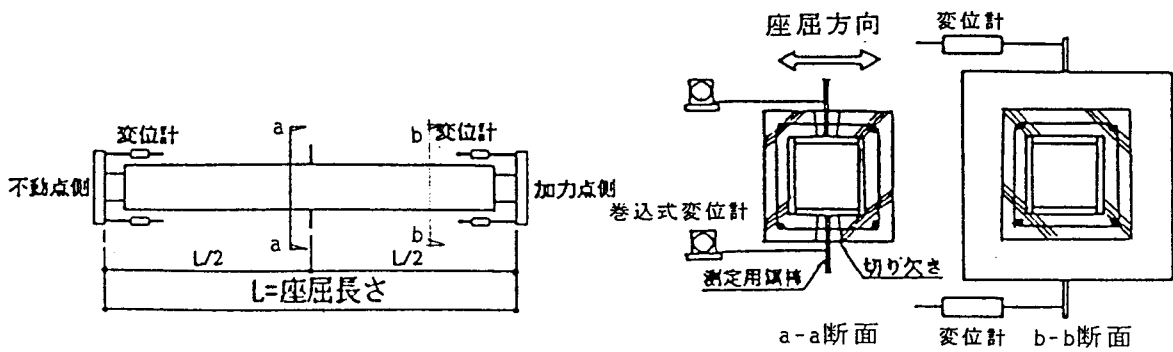 変位計
a
b
変位計
不動点側
加力点側
a
b
L/2
L/2
L=座屈長さ
座屈方向
巻込式変位計
測定用鋼棒
切り欠き
a-a断面
変位計
変位計
b-b断面